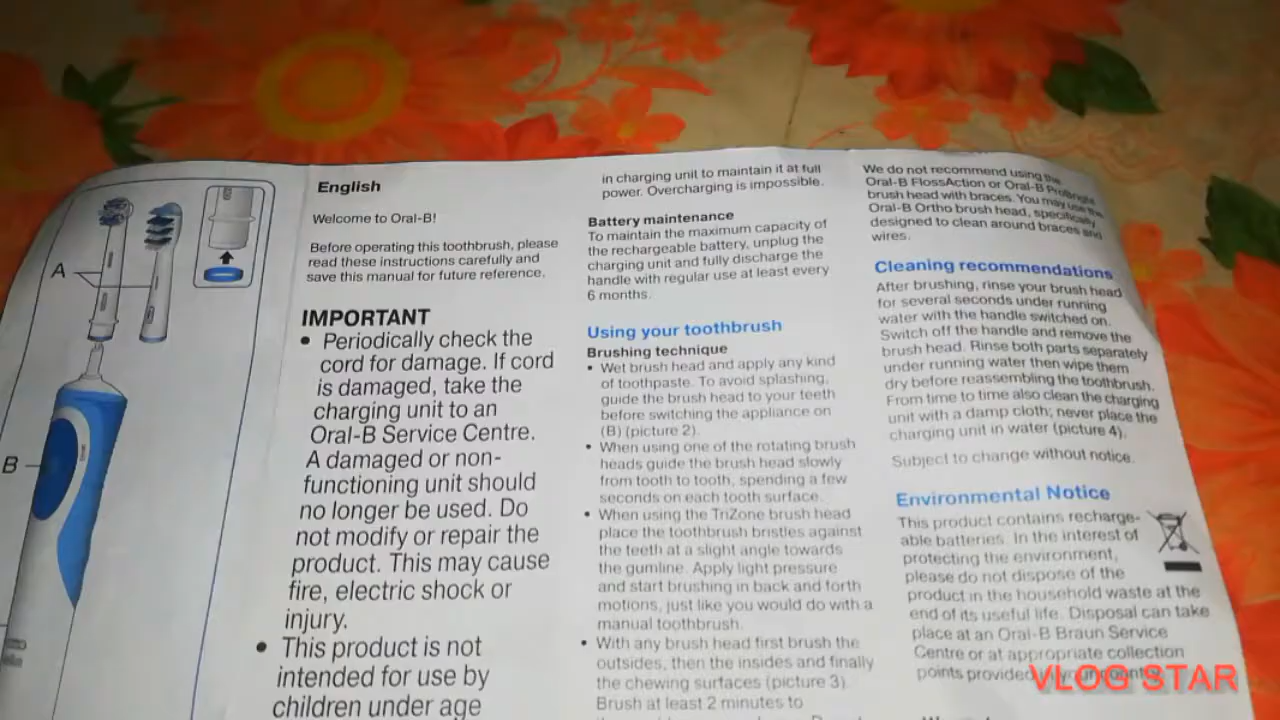 A
B
English
Welcome to Oral-B!
Before operating this toothbrush, please
read these instructions carefully and
save this manual for future reference.
IMPORTANT
• Periodically check the
cord for damage. If cord
is damaged, take the
charging unit to an
Oral-B Service Centre.
A damaged or non-
functioning unit should
no longer be used. Do
not modify or repair the
product. This may cause
fire, electric shock or
injury.
• This product is not
intended for use by
children under age
in charging unit to maintain it at full
power. Overcharging is impossible.
Battery maintenance
To maintain the maximum capacity of
the rechargeable battery, unplug the
charging unit and fully discharge the
handle with regular use at least every
6 months.
Using your toothbrush
Brushing technique
• Wet brush head and apply any kind
of toothpaste. To avoid splashing,
guide the brush head to your teeth
before switching the appliance on
(B) (picture 2).
• When using one of the rotating brush
heads guide the brush head slowly
from tooth to tooth, spending a few
seconds on each tooth surface.
• When using the TriZone brush head
place the toothbrush bristles against
the teeth at a slight angle towards
the gumline. Apply light pressure
and start brushing in back and forth
motions, just like you would do with a
manual toothbrush.
• With any brush head first brush the
outsides, then the insides and finally
the chewing surfaces (picture 3).
Brush at least 2 minutes to
We do not recommend using the
Oral-B FlossAction or Oral-B ProBright
brush head with braces. You may use the
Oral-B Ortho brush head, specifically
designed to clean around braces and
wires.
Cleaning recommendations
After brushing, rinse your brush head
for several seconds under running
water with the handle switched on.
Switch off the handle and remove the
brush head. Rinse both parts separately
under running water then wipe them
dry before reassembling the toothbrush.
From time to time also clean the charging
unit with a damp cloth; never place the
charging unit in water (picture 4).
Subject to change without notice.
Environmental Notice
This product contains recharge-
able batteries. In the interest of
protecting the environment,
please do not dispose of the
product in the household waste at the
end of its useful life. Disposal can take
place at an Oral-B Braun Service
Centre or at appropriate collection
points provided
VLOG STAR